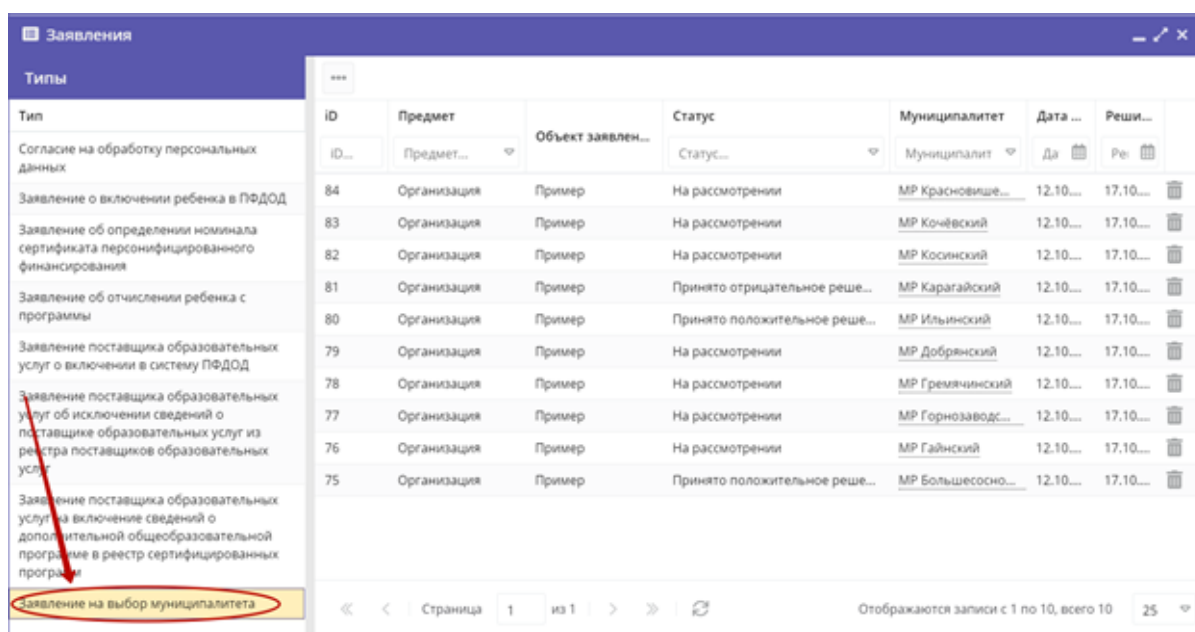 Заявления
Типы
Тип
Согласие на обработку персональных
данных
Заявление о включении ребенка в ПФДОД
Заявление об определении номинала
сертификата персонифицированного
финансирования
Заявление об отчислении ребенка с
программы
Заявление поставщика образовательных
услуг о включении в систему ПФДОД
Заявление поставщика образовательных
услуг об исключении сведений о
поставщике образовательных услуг из
реестра поставщиков образовательных
услуг
Заявление поставщика образовательных
услуг на включение сведений о
дополнительной общеобразовательной
программе в реестр сертифицированных
программ
Заявление на выбор муниципалитета
iD Предмет Объект заявлен... Статус Муниципалитет Дата ... Реши...
iD... Предмет... Статус... Муниципалит Да Ре
84 Организация Пример На рассмотрении МР Красновише... 12.10.... 17.10....
83 Организация Пример На рассмотрении МР Кочёвский 12.10.... 17.10....
82 Организация Пример На рассмотрении МР Косинский 12.10.... 17.10....
81 Организация Пример Принято отрицательное реше... МР Карагайский 12.10.... 17.10....
80 Организация Пример Принято положительное реше... МР Ильинский 12.10.... 17.10....
79 Организация Пример На рассмотрении МР Добрянский 12.10.... 17.10....
78 Организация Пример На рассмотрении МР Гремячинский 12.10.... 17.10....
77 Организация Пример На рассмотрении МР Горнозаводс... 12.10.... 17.10....
76 Организация Пример На рассмотрении МР Гайнский 12.10.... 17.10....
75 Организация Пример Принято положительное реше... МР Большесосно... 12.10.... 17.10....
Страница 1 из 1 Отображаются записи с 1 по 10, всего 10 25